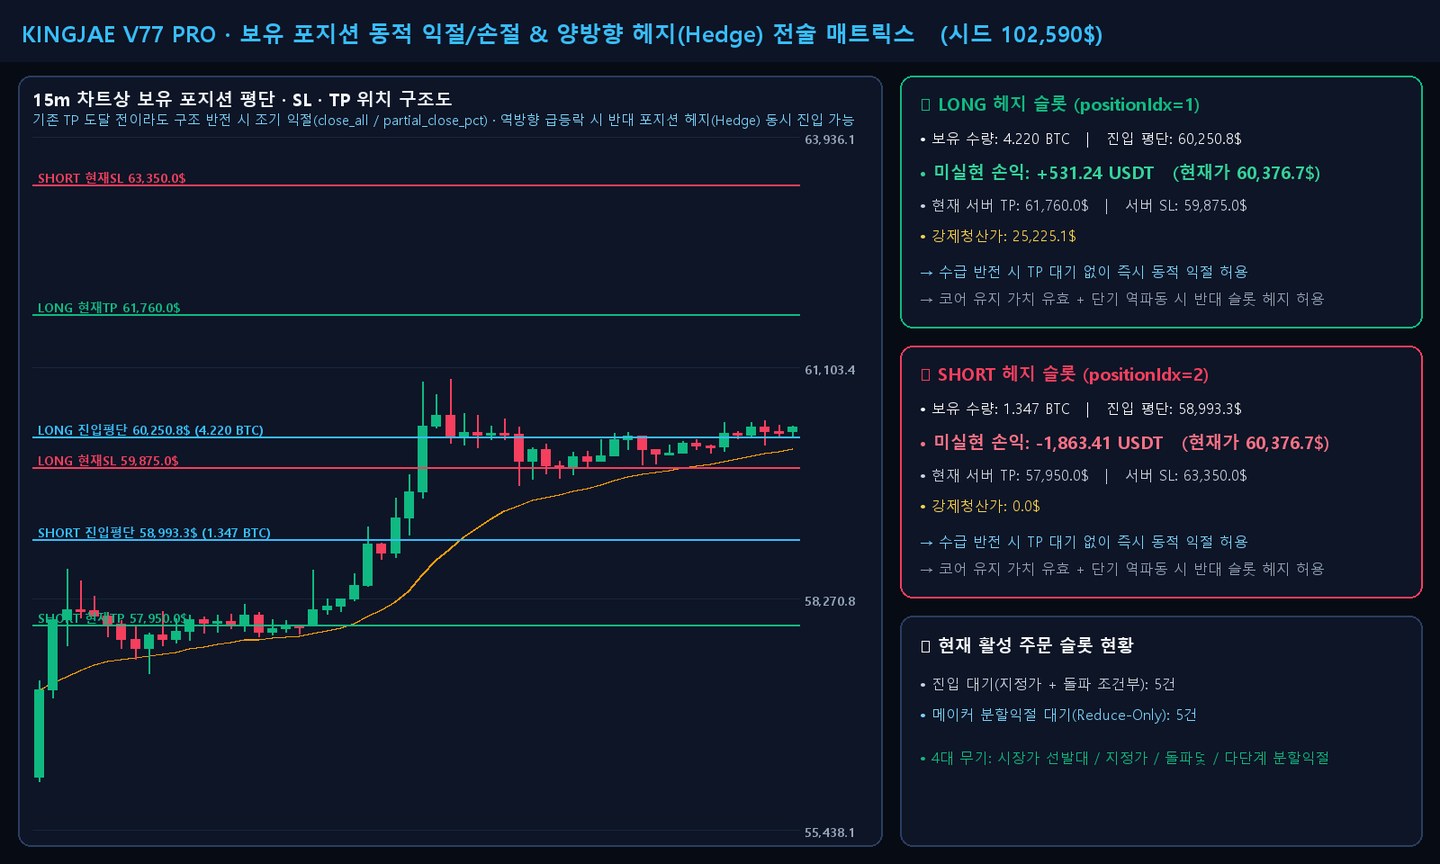 KINGJAE V77 PRO · 보유 포지션 동적 익절/손절 & 양방향 헤지(Hedge) 전술 매트릭스 (시드 102,590$)
15m 차트상 보유 포지션 평단 · SL · TP 위치 구조도
기존 TP 도달 전이라도 구조 반전 시 조기 익절(close_all / partial_close_pct) · 역방향 급등락 시 반대 포지션 헤지(Hedge) 동시 진입 가능
63,936.1
SHORT 현재SL 63,350.0$
LONG 현재TP 61,760.0$
61,103.4
LONG 진입평단 60,250.8$ (4.220 BTC)
LONG 현재SL 59,875.0$
SHORT 진입평단 58,993.3$ (1.347 BTC)
58,270.8
SHORT 현재TP 57,950.0$
55,438.1
LONG 헤지 슬롯 (positionIdx=1)
• 보유 수량: 4.220 BTC | 진입 평단: 60,250.8$
• 미실현 손익: +531.24 USDT (현재가 60,376.7$)
• 현재 서버 TP: 61,760.0$ | 서버 SL: 59,875.0$
• 강제청산가: 25,225.1$
→ 수급 반전 시 TP 대기 없이 즉시 동적 익절 허용
→ 코어 유지 가치 유효 + 단기 역파동 시 반대 슬롯 헤지 허용
SHORT 헤지 슬롯 (positionIdx=2)
• 보유 수량: 1.347 BTC | 진입 평단: 58,993.3$
• 미실현 손익: -1,863.41 USDT (현재가 60,376.7$)
• 현재 서버 TP: 57,950.0$ | 서버 SL: 63,350.0$
• 강제청산가: 0.0$
→ 수급 반전 시 TP 대기 없이 즉시 동적 익절 허용
→ 코어 유지 가치 유효 + 단기 역파동 시 반대 슬롯 헤지 허용
현재 활성 주문 슬롯 현황
• 진입 대기(지정가 + 돌파 조건부): 5건
• 메이커 분할익절 대기(Reduce-Only): 5건
• 4대 무기: 시장가 선발대 / 지정가 / 돌파덫 / 다단계 분할익절